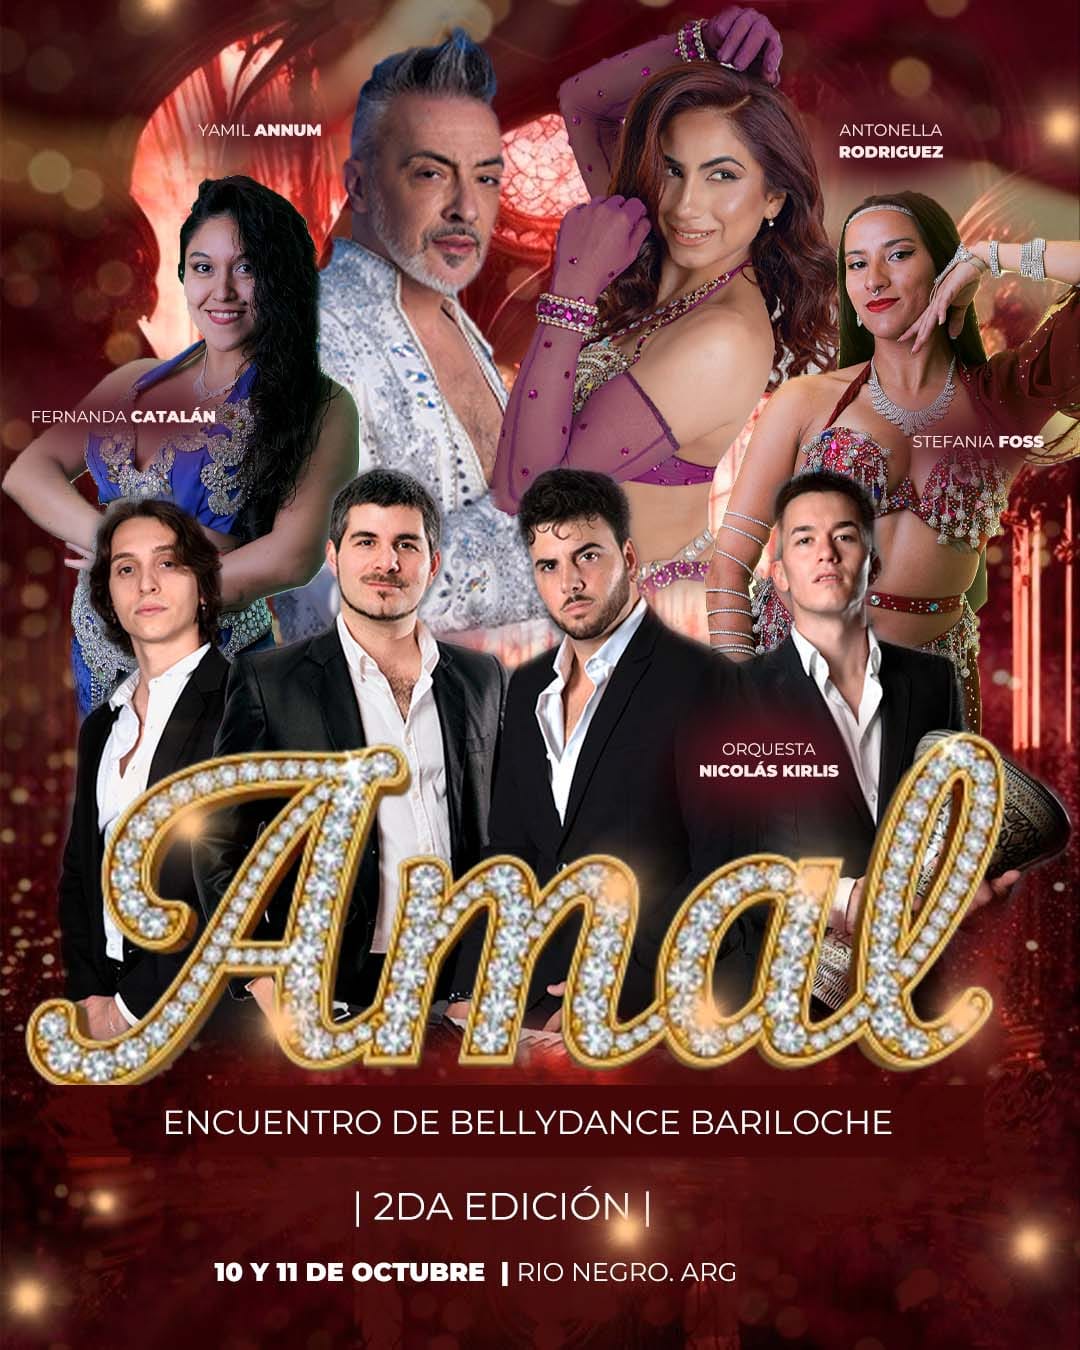 YAMIL ANNUM
ANTONELLA
RODRIGUEZ
FERNANDA CATALÁN
STEFANIA FOSS
ORQUESTA
NICOLÁS KIRLIS
Amal
ENCUENTRO DE BELLYDANCE BARILOCHE
| 2DA EDICIÓN |
10 Y 11 DE OCTUBRE | RIO NEGRO. ARG